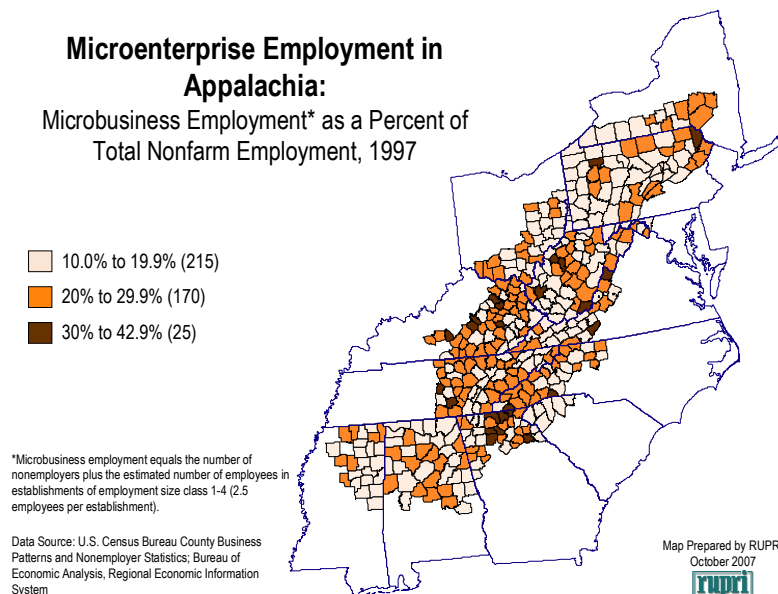 Microenterprise Employment in
Appalachia:
Microbusiness Employment* as a Percent of
Total Nonfarm Employment, 1997
10.0% to 19.9% (215)
20% to 29.9% (170)
30% to 42.9% (25)
*Microbusiness employment equals the number of
nonemployers plus the estimated number of employees in
establishments of employment size class 1-4 (2.5
employees per establishment).
Data Source: U.S. Census Bureau County Business
Patterns and Nonemployer Statistics; Bureau of
Economic Analysis, Regional Economic Information
System
Map Prepared by RUPRI
October 2007
rupri